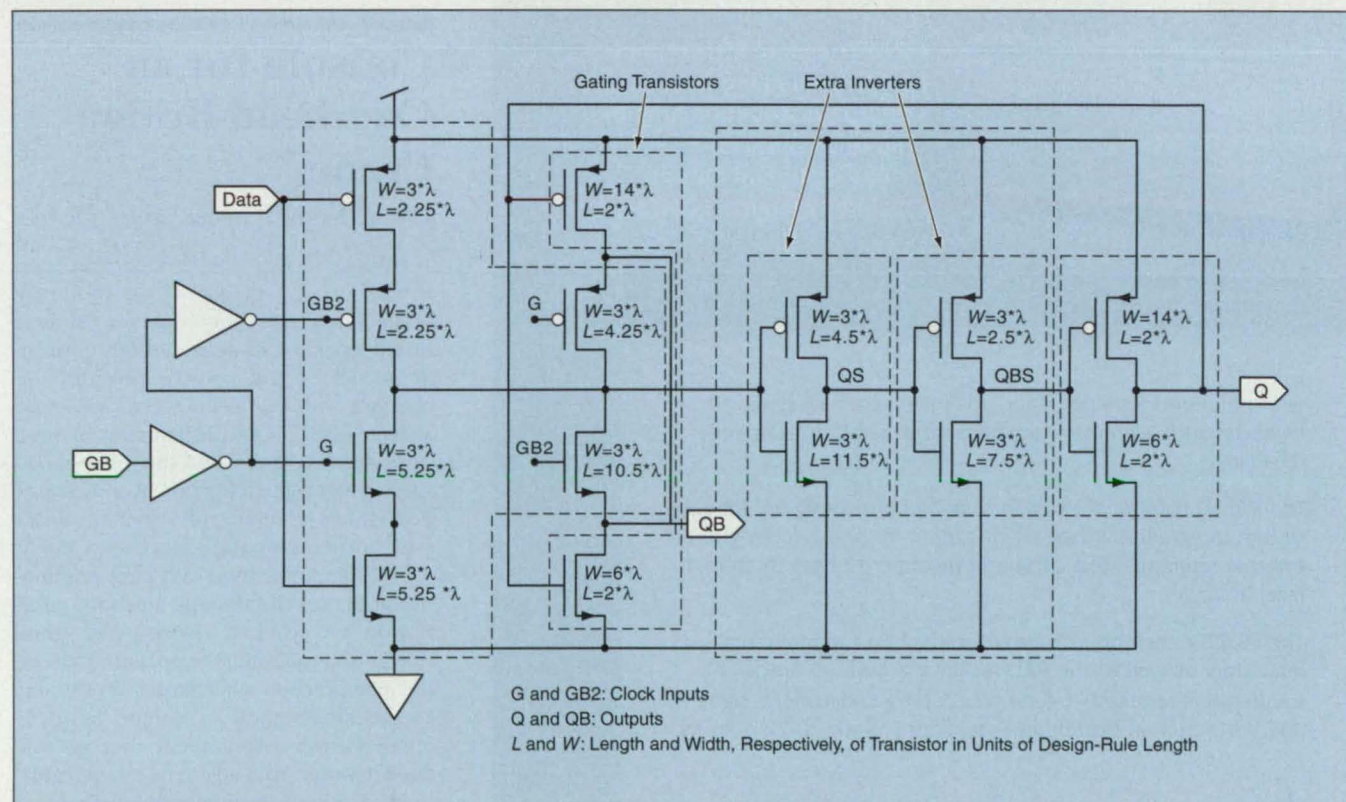 Gating Transistors
Extra Inverters
Data
W=3*λ
L=2.25*λ
W=14*λ
L=2*λ
GB2
W=3*λ
L=2.25*λ
G
W=3*λ
L=4.25*λ
W=3*λ
L=4.5*λ
W=3*λ
L=2.5*λ
W=14*λ
L=2*λ
QS
QBS
Q
GB
G
W=3*λ
L=5.25*λ
GB2
W=3*λ
L=10.5*λ
W=3*λ
L=11.5*λ
W=3*λ
L=7.5*λ
W=6*λ
L=2*λ
QB
W=3*λ
L=5.25 *λ
W=6*λ
L=2*λ
G and GB2: Clock Inputs
Q and QB: Outputs
L and W: Length and Width, Respectively, of Transistor in Units of Design-Rule Length